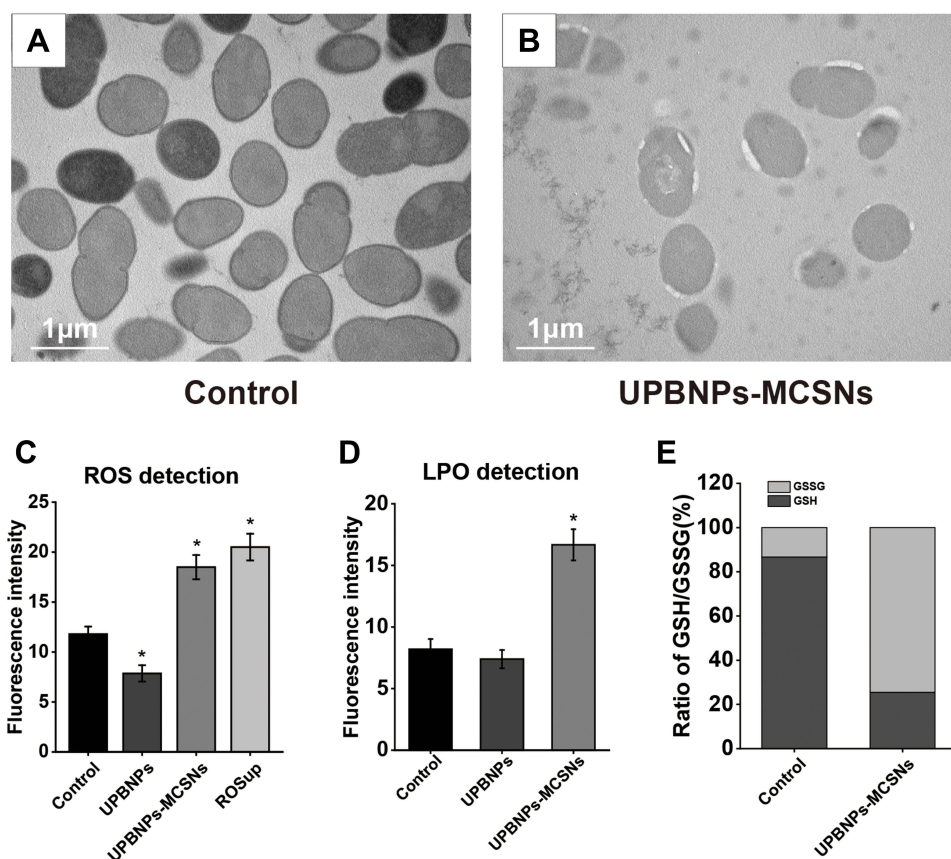 A
B
1μm
1μm
Control
UPBNPs-MCSNs
C
ROS detection
Fluorescence intensity
25
20
15
10
5
0
*
*
*
Control
UPBNPs
UPBNPs-MCSNs
ROSup
D
LPO detection
Fluorescence intensity
20
15
10
5
0
*
Control
UPBNPs
UPBNPs-MCSNs
E
Ratio of GSH/GSSG(%)
120
100
80
60
40
20
0
GSSG
GSH
Control
UPBNPs-MCSNs